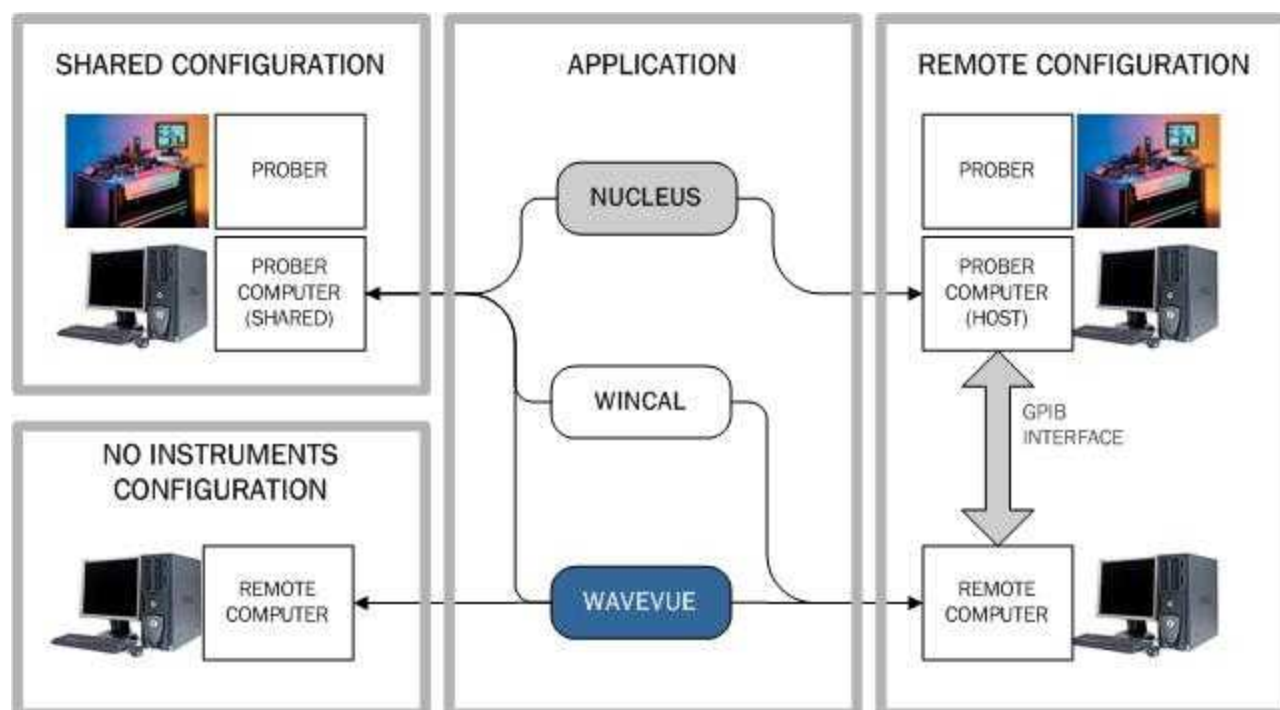 SHARED CONFIGURATION
PROBER
PROBER
COMPUTER
(SHARED)
NO INSTRUMENTS
CONFIGURATION
REMOTE
COMPUTER
APPLICATION
NUCLEUS
WINCAL
WAVEVUE
REMOTE CONFIGURATION
PROBER
PROBER
COMPUTER
(HOST)
GPIB
INTERFACE
REMOTE
COMPUTER